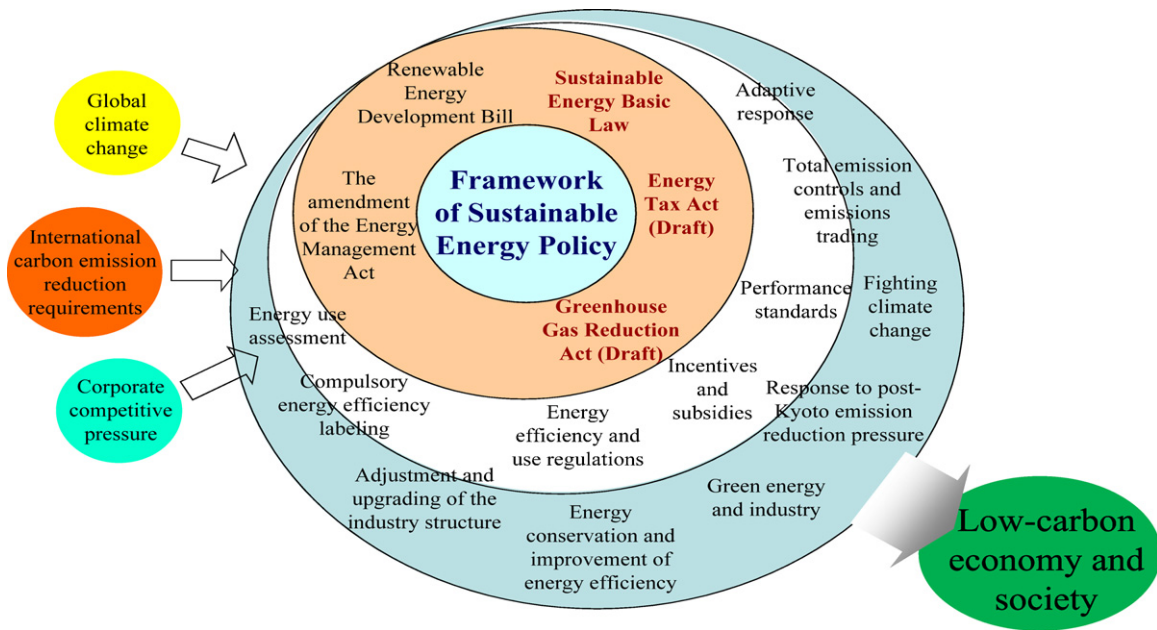 Global
climate
change
International
carbon emission
reduction
requirements
Corporate
competitive
pressure
Renewable
Energy
Development Bill
Sustainable
Energy Basic
Law
The
amendment
of the Energy
Management
Act
Framework
of Sustainable
Energy Policy
Energy
Tax Act
(Draft)
Greenhouse
Gas Reduction
Act (Draft)
Adaptive
response
Total emission
controls and
emissions
trading
Performance
standards
Incentives
and
subsidies
Energy
efficiency and
use regulations
Compulsory
energy efficiency
labeling
Energy use
assessment
Fighting
climate
change
Response to post-
Kyoto emission
reduction pressure
Green energy
and industry
Energy
conservation and
improvement of
energy efficiency
Adjustment and
upgrading of the
industry structure
Low-carbon
economy and
society